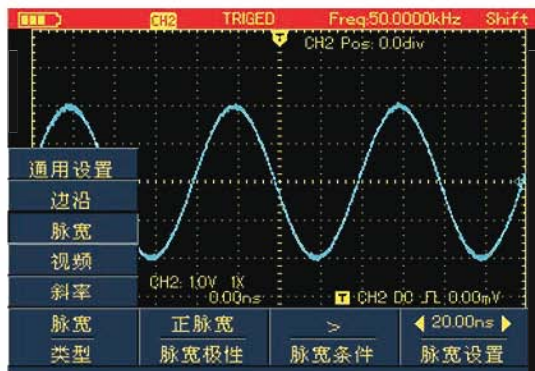 CH2 TRIGED Freq:50.0000kHz Shift
T
CH2 Pos: 0.0div
通用设置
边沿
脉宽
视频
斜率
CH2: 1.0V 1X
0.00ns
T CH2 DC 0.00mV
脉宽 正脉宽 > 20.00ns
类型 脉宽极性 脉宽条件 脉宽设置